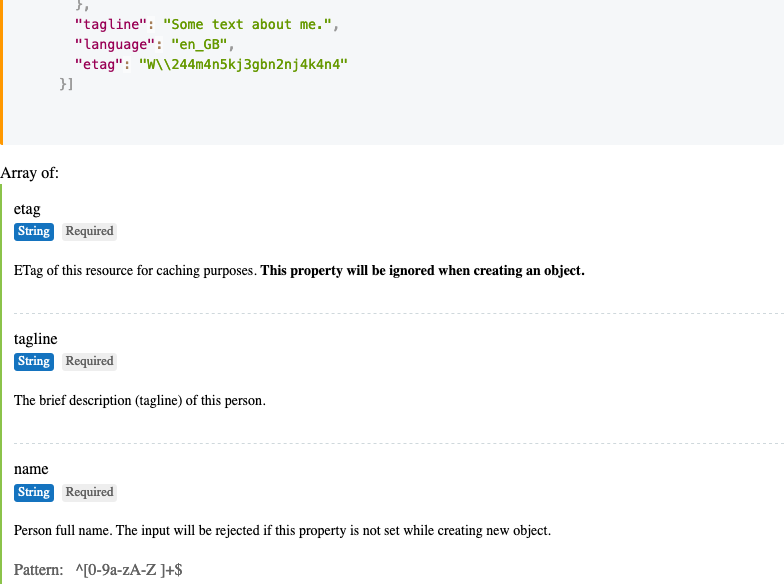 },
"tagline": "Some text about me.",
"language": "en_GB",
"etag": "W\\244m4n5kj3gbn2nj4k4n4"
}]
Array of:
etag
String Required
ETag of this resource for caching purposes. This property will be ignored when creating an object.
tagline
String Required
The brief description (tagline) of this person.
name
String Required
Person full name. The input will be rejected if this property is not set while creating new object.
Pattern: ^[0-9a-zA-Z ]+$